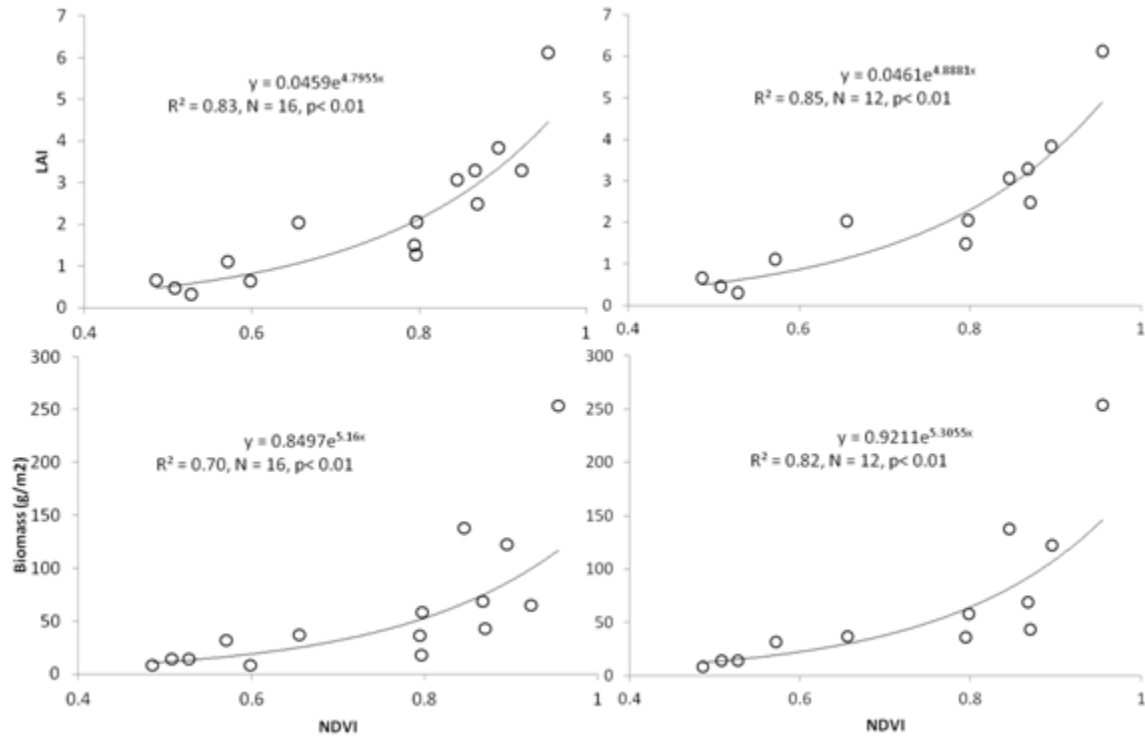 7
6
5
4
3
2
1
0
LAI
y = 0.0459e^4.7955x
R² = 0.83, N = 16, p< 0.01
0.4 0.6 0.8 1
7
6
5
4
3
2
1
0
y = 0.0461e^4.8881x
R² = 0.85, N = 12, p< 0.01
0.4 0.6 0.8 1
300
250
200
150
100
50
0
Biomass (g/m2)
y = 0.8497e^5.16x
R² = 0.70, N = 16, p< 0.01
0.4 0.6 0.8 1
NDVI
300
250
200
150
100
50
0
y = 0.9211e^5.3055x
R² = 0.82, N = 12, p< 0.01
0.4 0.6 0.8 1
NDVI